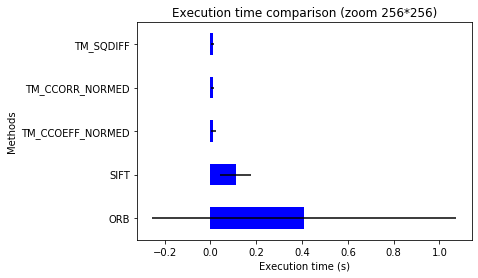 Execution time comparison (zoom 256*256)
TM_SQDIFF
TM_CCORR_NORMED
TM_CCOEFF_NORMED
SIFT
ORB
Methods
−0.2 0.0 0.2 0.4 0.6 0.8 1.0
Execution time (s)